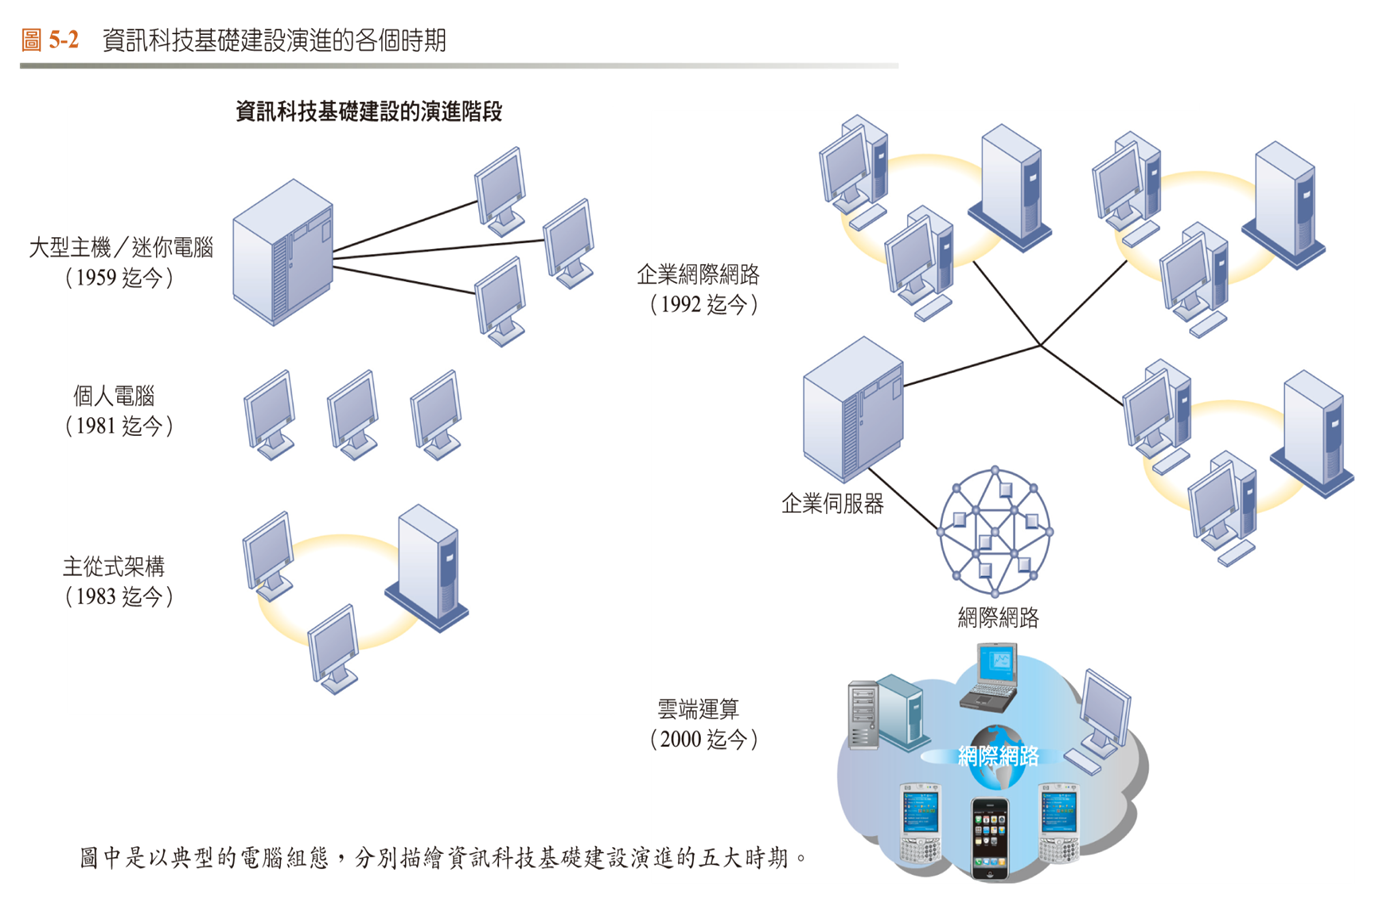 圖 5-2 資訊科技基礎建設演進的各個時期
資訊科技基礎建設的演進階段
大型主機／迷你電腦
（1959 迄今）
個人電腦
（1981 迄今）
主從式架構
（1983 迄今）
企業網際網路
（1992 迄今）
企業伺服器
網際網路
雲端運算
（2000 迄今）
網際網路
圖中是以典型的電腦組態，分別描繪資訊科技基礎建設演進的五大時期。